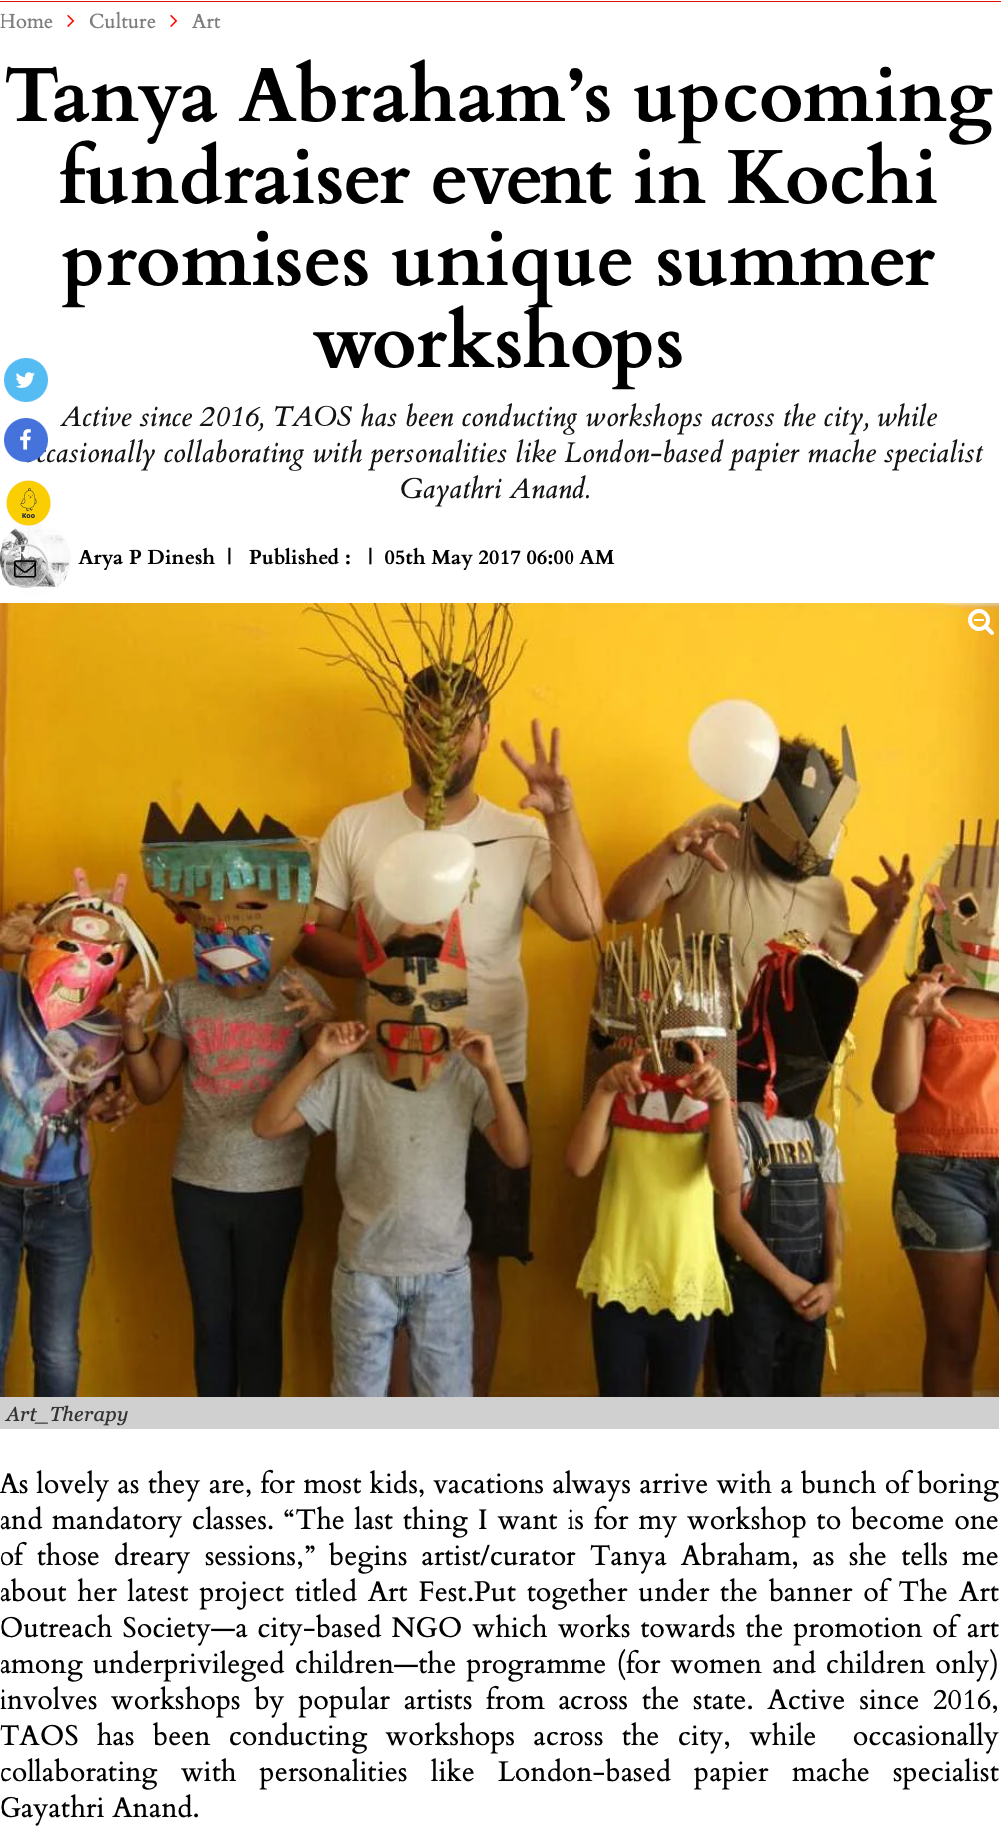 Home > Culture > Art
Tanya Abraham’s upcoming
fundraiser event in Kochi
promises unique summer
workshops
Active since 2016, TAOS has been conducting workshops across the city, while
occasionally collaborating with personalities like London-based papier mache specialist
Gayathri Anand.
Koo
Arya P Dinesh | Published : | 05th May 2017 06:00 AM
Art_Therapy
As lovely as they are, for most kids, vacations always arrive with a bunch of boring
and mandatory classes. “The last thing I want is for my workshop to become one
of those dreary sessions,” begins artist/curator Tanya Abraham, as she tells me
about her latest project titled Art Fest.Put together under the banner of The Art
Outreach Society—a city-based NGO which works towards the promotion of art
among underprivileged children—the programme (for women and children only)
involves workshops by popular artists from across the state. Active since 2016,
TAOS has been conducting workshops across the city, while occasionally
collaborating with personalities like London-based papier mache specialist
Gayathri Anand.